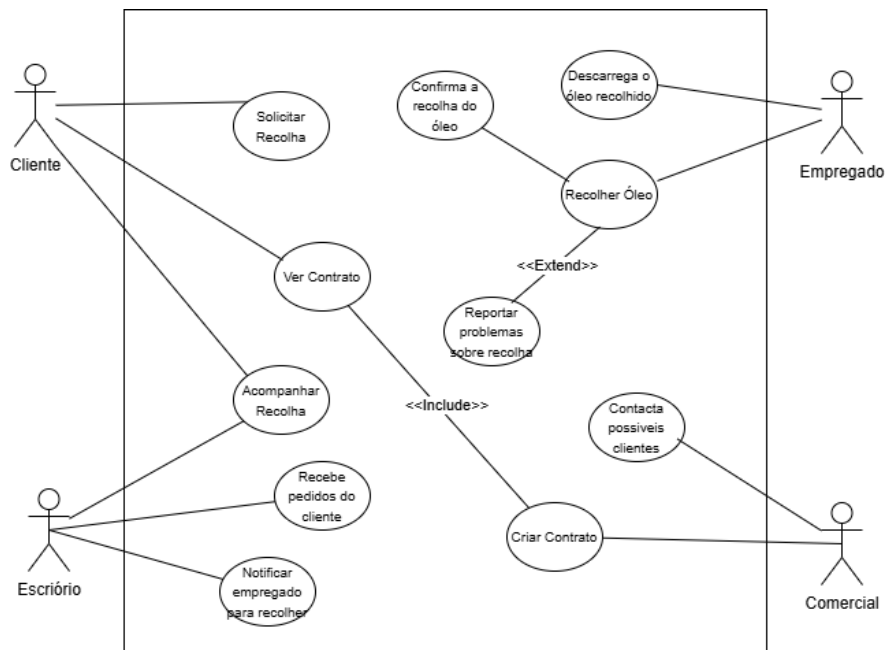 Cliente
Solicitar
Recolha
Confirma a
recolha do
óleo
Descarrega o
óleo recolhido
Empregado
Recolher Óleo
<<Extend>>
Ver Contrato
Reportar
problemas
sobre recolha
Acompanhar
Recolha
<<Include>>
Contacta
possiveis
clientes
Recebe
pedidos do
cliente
Criar Contrato
Escriório
Notificar
empregado
para recolher
Comercial